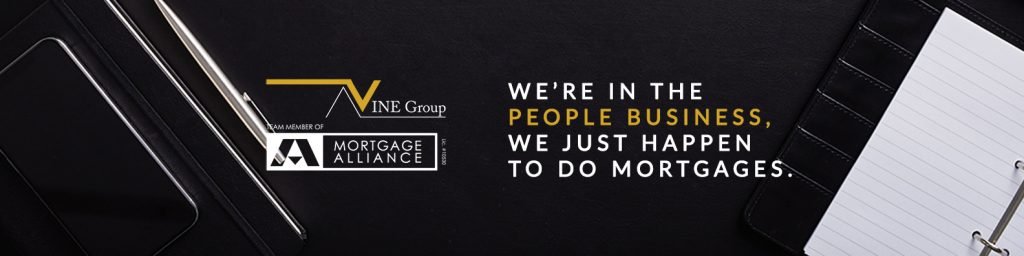 VINE Group
TEAM MEMBER OF
MORTGAGE
ALLIANCE
WE'RE IN THE
PEOPLE BUSINESS,
WE JUST HAPPEN
TO DO MORTGAGES.